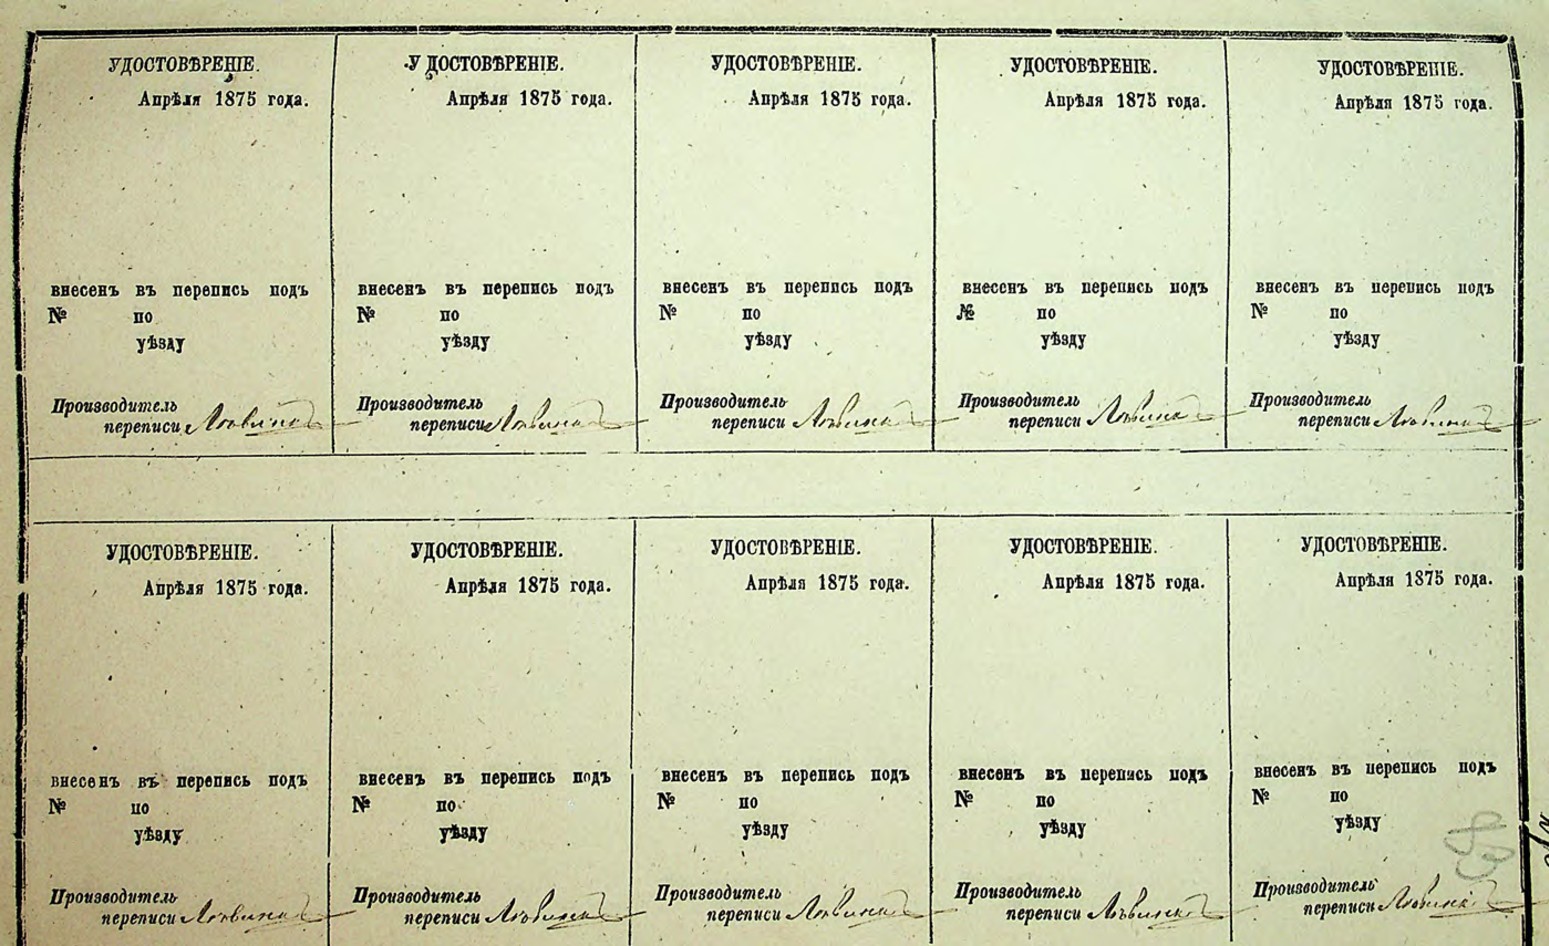 УДОСТОВѢРЕНІЕ.
Апрѣля 1875 года.
внесенъ въ перепись подъ
№ по
уѣзду
Производитель
переписи
УДОСТОВѢРЕНІЕ.
Апрѣля 1875 года.
внесенъ въ перепись подъ
№ по
уѣзду
Производитель
переписи
УДОСТОВѢРЕНІЕ.
Апрѣля 1875 года.
внесенъ въ перепись подъ
№ по
уѣзду
Производитель
переписи
УДОСТОВѢРЕНІЕ.
Апрѣля 1875 года.
внесенъ въ перепись подъ
№ по
уѣзду
Производитель
переписи
УДОСТОВѢРЕНІЕ.
Апрѣля 1875 года.
внесенъ въ перепись подъ
№ по
уѣзду
Производитель
переписи
УДОСТОВѢРЕНІЕ.
Апрѣля 1875 года.
внесенъ въ перепись подъ
№ по
уѣзду
Производитель
переписи
УДОСТОВѢРЕНІЕ.
Апрѣля 1875 года.
внесенъ въ перепись подъ
№ по
уѣзду
Производитель
переписи
УДОСТОВѢРЕНІЕ.
Апрѣля 1875 года.
внесенъ въ перепись подъ
№ по
уѣзду
Производитель
переписи
УДОСТОВѢРЕНІЕ.
Апрѣля 1875 года.
внесенъ въ перепись подъ
№ по
уѣзду
Производитель
переписи
УДОСТОВѢРЕНІЕ.
Апрѣля 1875 года.
внесенъ въ перепись подъ
№ по
уѣзду
Производитель
переписи